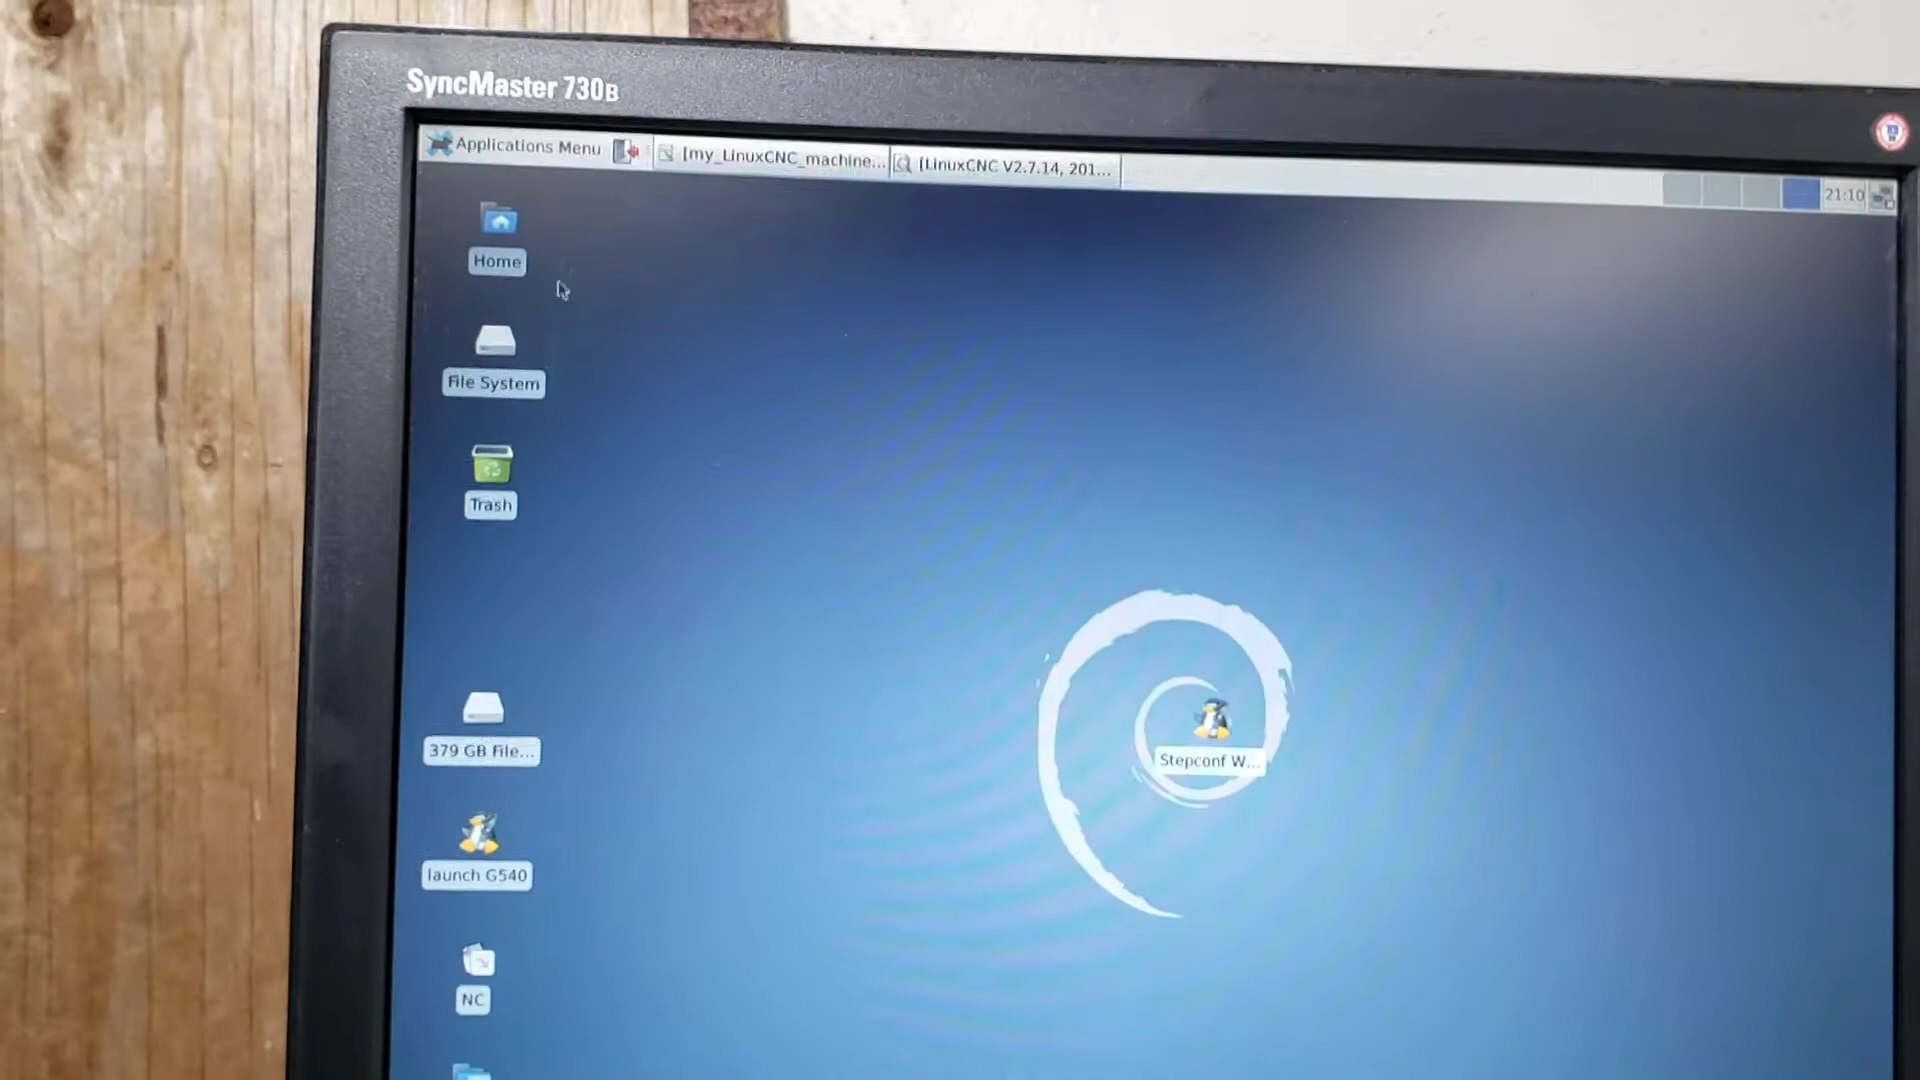 SyncMaster 730B
Applications Menu
[my_LinuxCNC_machine...
[LinuxCNC V2.7.14, 201...
21:10
Home
File System
Trash
379 GB File...
Stepconf W...
launch G540
NC